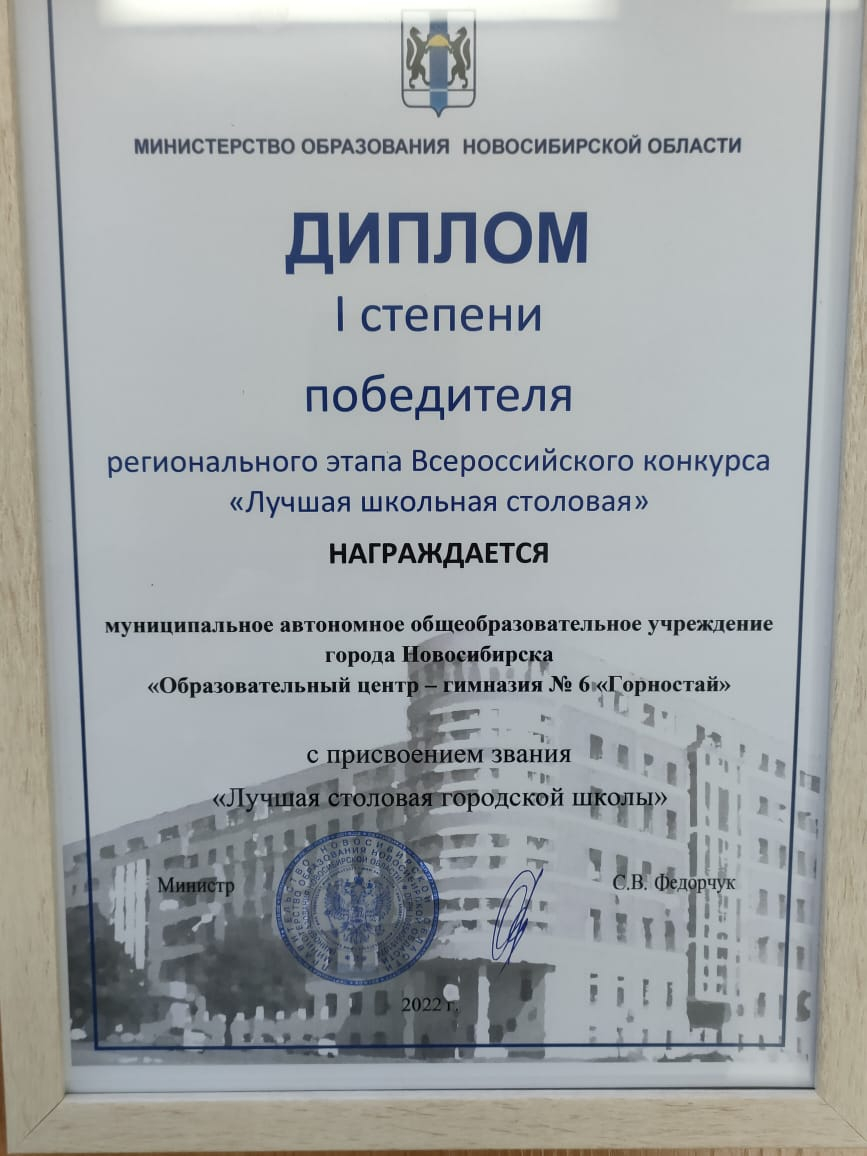 МИНИСТЕРСТВО ОБРАЗОВАНИЯ НОВОСИБИРСКОЙ ОБЛАСТИ
ДИПЛОМ
I степени
победителя
регионального этапа Всероссийского конкурса
«Лучшая школьная столовая»
НАГРАЖДАЕТСЯ
муниципальное автономное общеобразовательное учреждение
города Новосибирска
«Образовательный центр – гимназия № 6 «Горностай»
с присвоением звания
«Лучшая столовая городской школы»
Министр
С.В. Федорчук
2022 г.